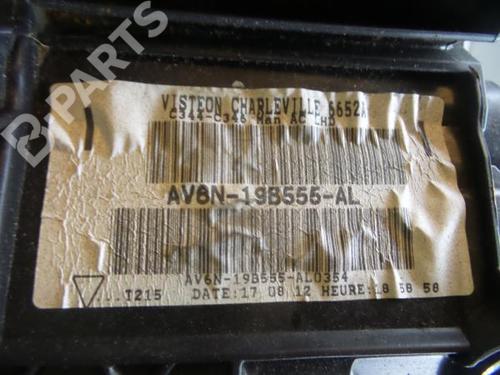 B-PARTS
VISTEON CHARLEVILLE 6652A
C344-C346 Man AC LHD
AV6N-19B555-AL
AV6N-19B555-AL0354
...T215 DATE:17 08 12 HEURE:18 58 58